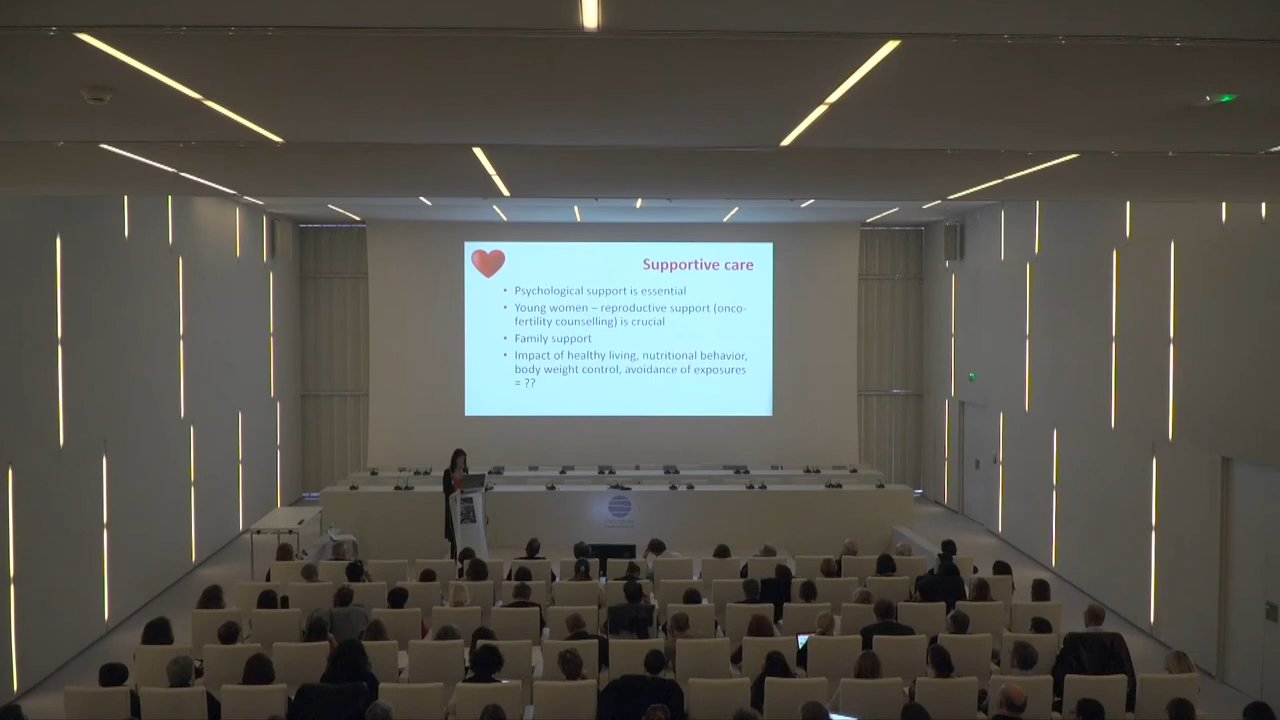 Supportive care
• Psychological support is essential
• Young women – reproductive support (onco-
fertility counselling) is crucial
• Family support
• Impact of healthy living, nutritional behavior,
body weight control, avoidance of exposures
= ??